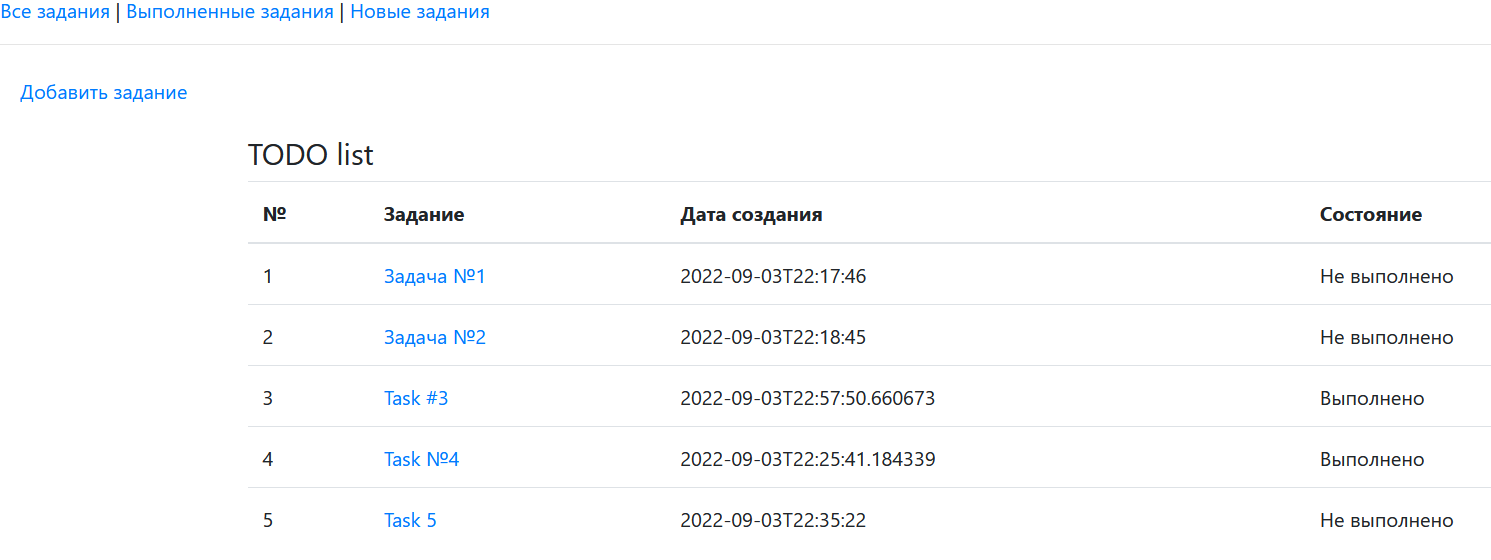 Все задания | Выполненные задания | Новые задания
Добавить задание
TODO list
№ Задание Дата создания Состояние
1 Задача №1 2022-09-03T22:17:46 Не выполнено
2 Задача №2 2022-09-03T22:18:45 Не выполнено
3 Task #3 2022-09-03T22:57:50.660673 Выполнено
4 Task №4 2022-09-03T22:25:41.184339 Выполнено
5 Task 5 2022-09-03T22:35:22 Не выполнено